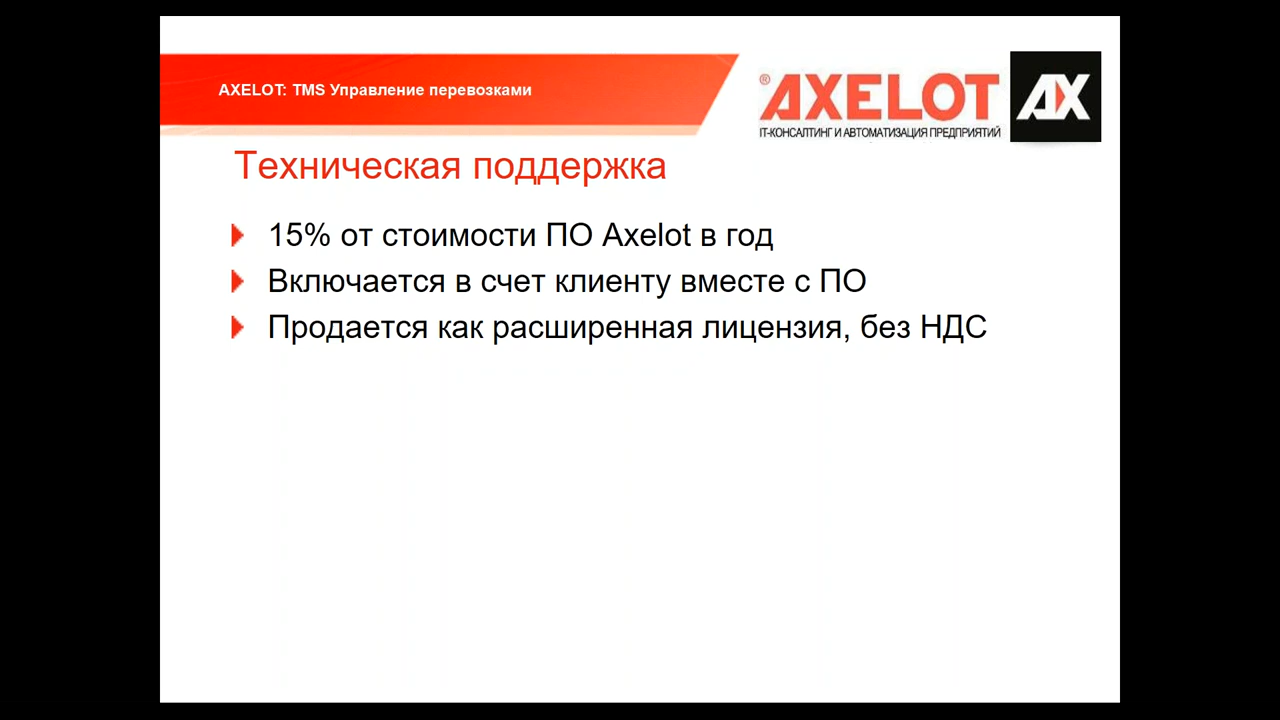 AXELOT: TMS Управление перевозками
® AXELOT AX
IT-КОНСАЛТИНГ И АВТОМАТИЗАЦИЯ ПРЕДПРИЯТИЙ
Техническая поддержка
15% от стоимости ПО Axelot в год
Включается в счет клиенту вместе с ПО
Продается как расширенная лицензия, без НДС